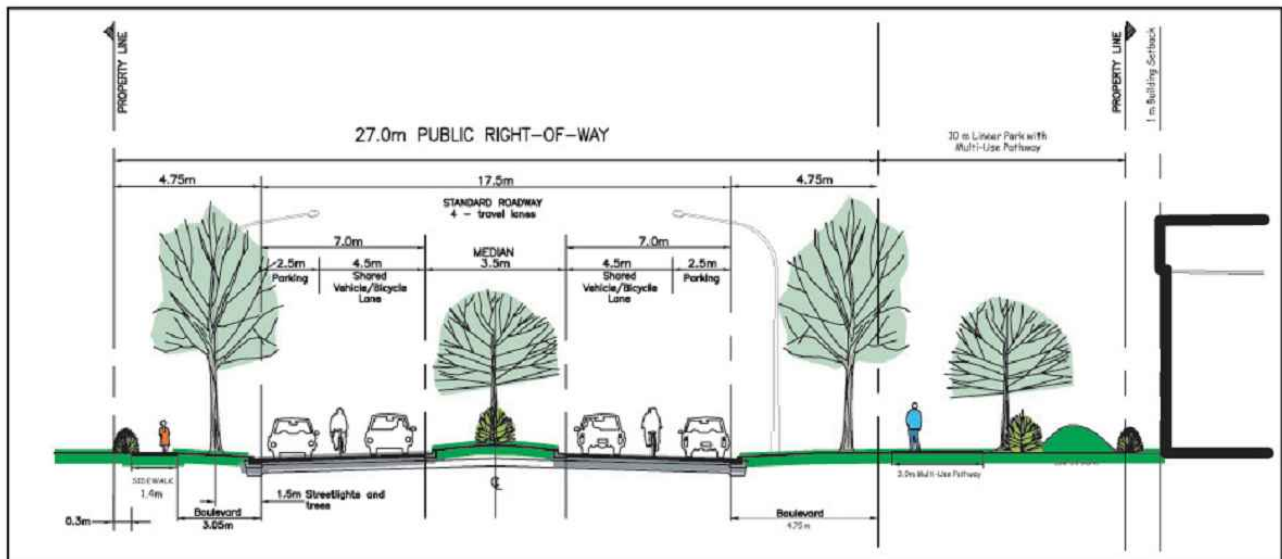 PROPERTY LINE
PROPERTY LINE
1 m Building Setback
27.0m PUBLIC RIGHT-OF-WAY
10 m Linear Park with
Multi-Use Pathway
4.75m
17.5m
4.75m
STANDARD ROADWAY
4 - travel lanes
7.0m
MEDIAN
7.0m
2.5m
4.5m
3.5m
4.5m
2.5m
Parking
Shared
Vehicle/Bicycle
Lane
Shared
Vehicle/Bicycle
Lane
Parking
SIDEWALK
1.4m
3.0m Multi-Use Pathway
1.5m Streetlights and
trees
0.3m
Boulevard
3.05m
Boulevard
4.75m